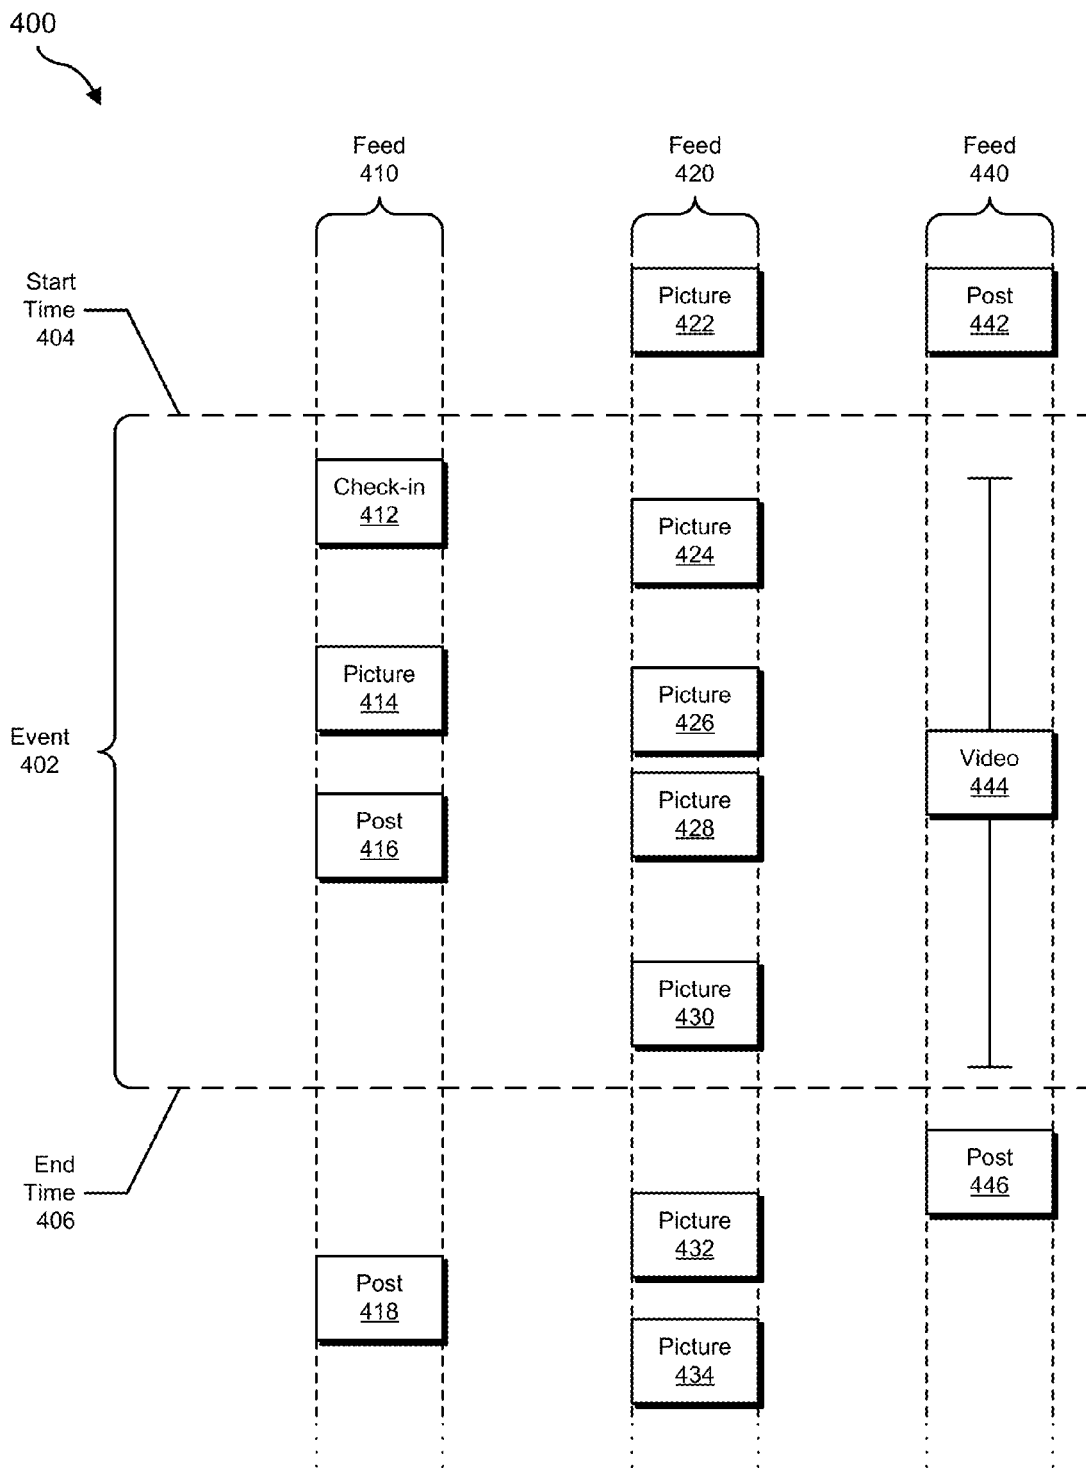 400
Feed
410
Feed
420
Feed
440
Start
Time
404
Picture
422
Post
442
Check-in
412
Picture
424
Picture
414
Picture
426
Event
402
Video
444
Post
416
Picture
428
Picture
430
End
Time
406
Post
446
Picture
432
Post
418
Picture
434